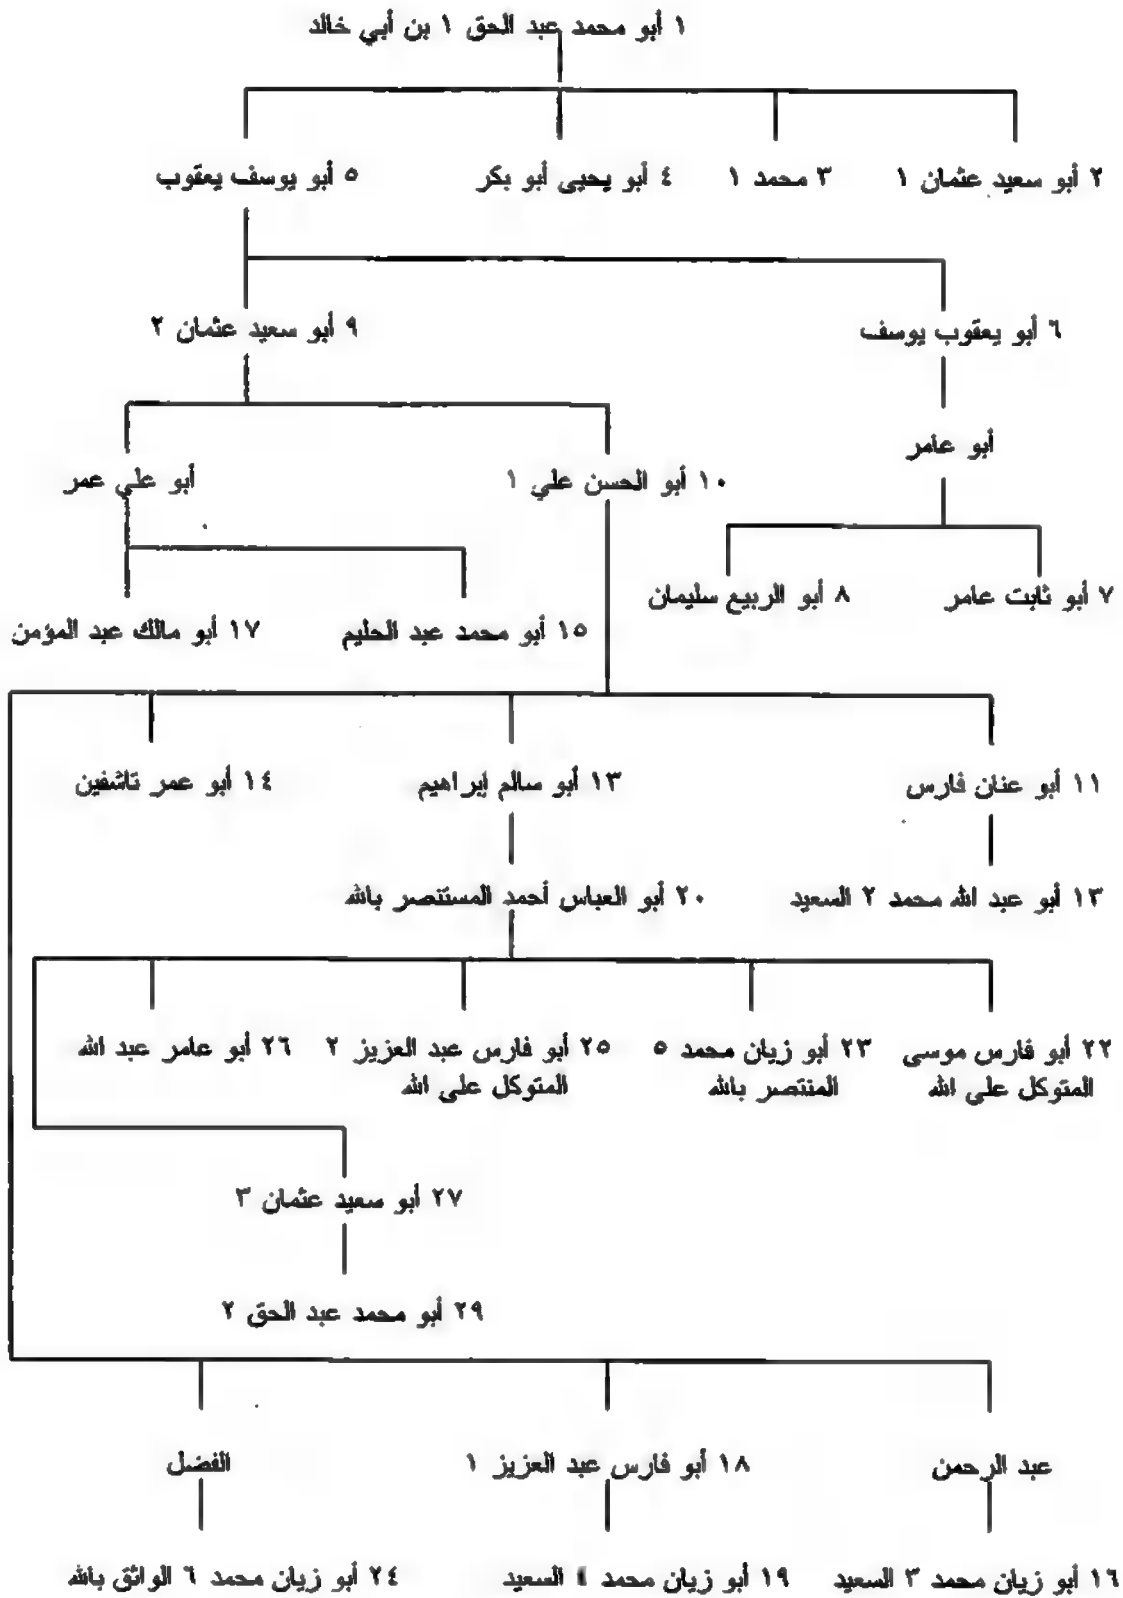 ١ أبو محمد عبد الحق ١ بن أبي خالد
٢ أبو سعيد عثمان ١
٣ محمد ١
٤ أبو يحيى أبو بكر
٥ أبو يوسف يعقوب
٦ أبو يعقوب يوسف
٩ أبو سعيد عثمان ٢
أبو عامر
١٠ أبو الحسن علي ١
أبو علي عمر
٧ أبو ثابت عامر
٨ أبو الربيع سليمان
١٥ أبو محمد عبد الحليم
١٧ أبو مالك عبد المؤمن
١١ أبو عنان فارس
١٣ أبو سالم إبراهيم
١٤ أبو عمر تاشفين
١٣ أبو عبد الله محمد ٢ السعيد
٢٠ أبو العباس أحمد المستنصر بالله
٢٢ أبو فارس موسى
المتوكل على الله
٢٣ أبو زيان محمد ٥
المنتصر بالله
٢٥ أبو فارس عبد العزيز ٢
المتوكل على الله
٢٦ أبو عامر عبد الله
٢٧ أبو سعيد عثمان ٣
٢٩ أبو محمد عبد الحق ٢
عبد الرحمن
١٨ أبو فارس عبد العزيز ١
الفضل
١٦ أبو زيان محمد ٣ السعيد
١٩ أبو زيان محمد ٤ السعيد
٢٤ أبو زيان محمد ٦ الواثق بالله